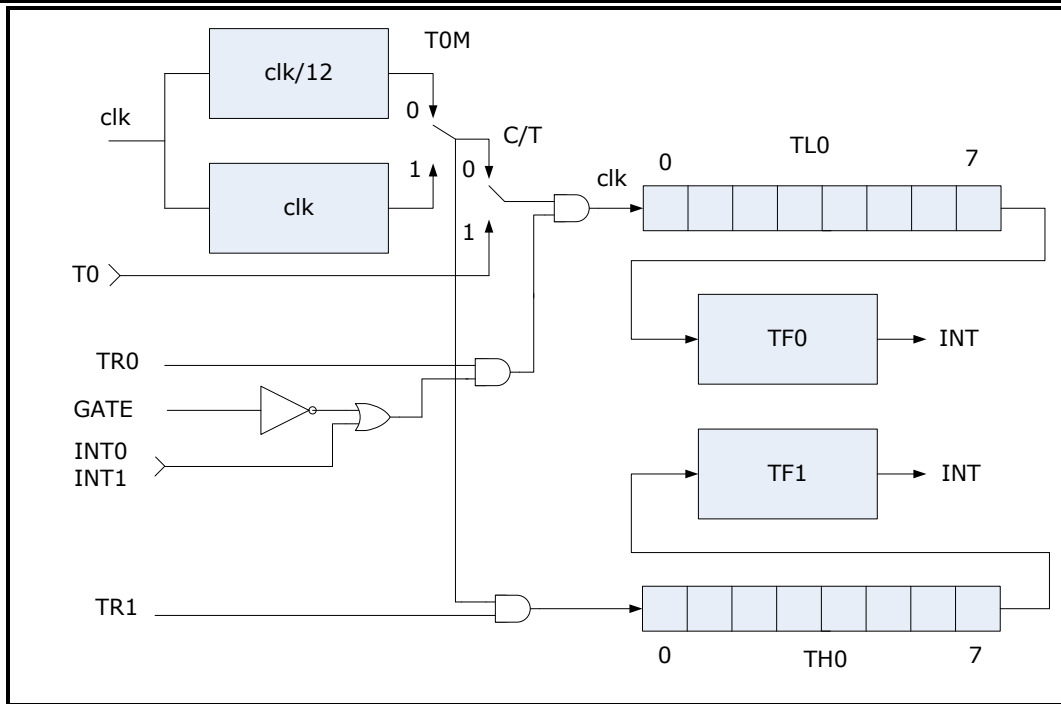 T0M
clk/12
clk
0
C/T
1
0
clk
clk
0
TL0
7
1
T0
TF0
INT
TR0
GATE
INT0
INT1
TF1
INT
TR1
0
TH0
7